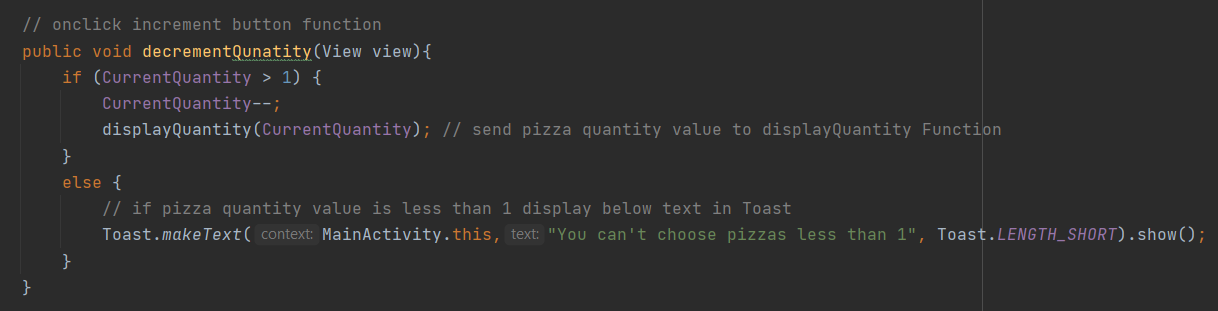 // onclick increment button function
public void decrementQunatity(View view){
if (CurrentQuantity > 1) {
CurrentQuantity--;
displayQuantity(CurrentQuantity); // send pizza quantity value to displayQuantity Function
}
else {
// if pizza quantity value is less than 1 display below text in Toast
Toast.makeText( context: MainActivity.this, text: "You can't choose pizzas less than 1", Toast.LENGTH_SHORT).show();
}
}